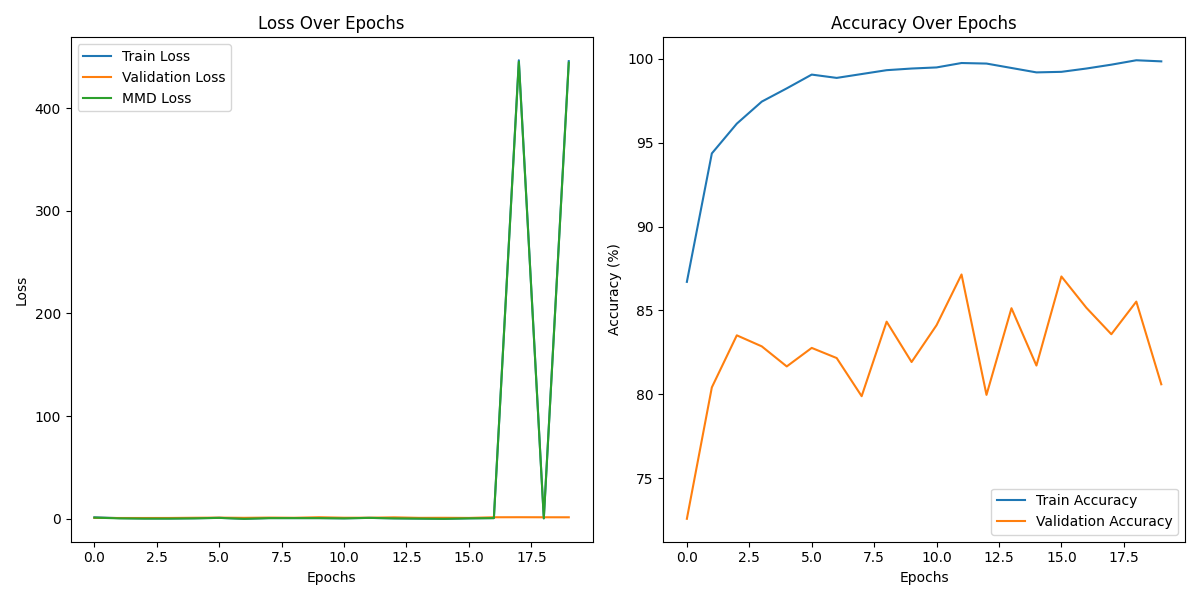 Loss Over Epochs
Train Loss
Validation Loss
MMD Loss
Loss
400
300
200
100
0
0.0 2.5 5.0 7.5 10.0 12.5 15.0 17.5
Epochs
Accuracy Over Epochs
Accuracy (%)
100
95
90
85
80
75
Train Accuracy
Validation Accuracy
0.0 2.5 5.0 7.5 10.0 12.5 15.0 17.5
Epochs